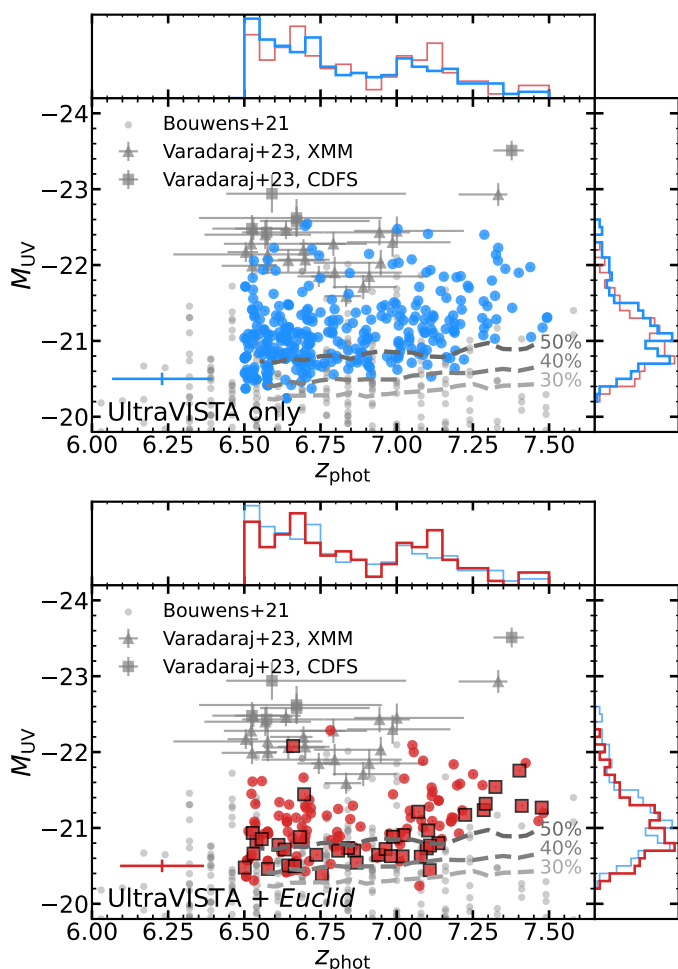 −24
Bouwens+21
Varadaraj+23, XMM
Varadaraj+23, CDFS
−23
−22
M_UV
−21
50%
40%
30%
−20
UltraVISTA only
6.00 6.25 6.50 6.75 7.00 7.25 7.50
z_phot
−24
Bouwens+21
Varadaraj+23, XMM
Varadaraj+23, CDFS
−23
−22
M_UV
−21
50%
40%
30%
−20
UltraVISTA + Euclid
6.00 6.25 6.50 6.75 7.00 7.25 7.50
z_phot